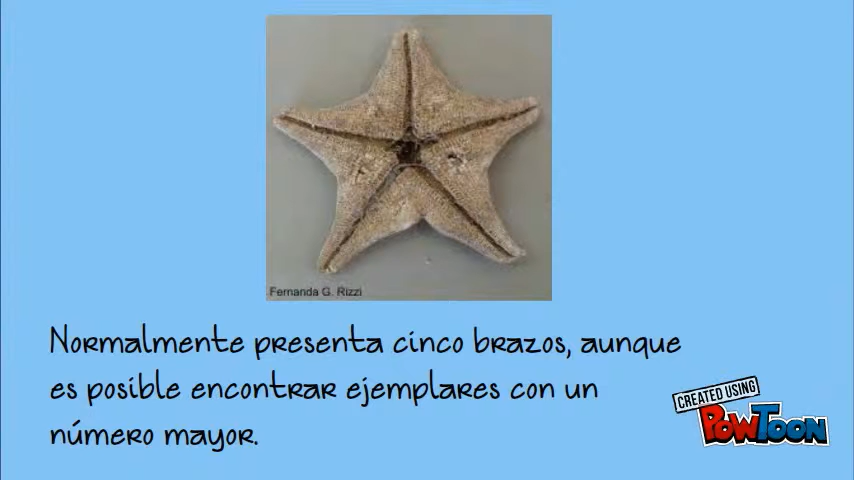 Fernanda G. Rizzi
Normalmente presenta cinco brazos, aunque
es posible encontrar ejemplares con un
número mayor.
CREATED USING
POWTOON